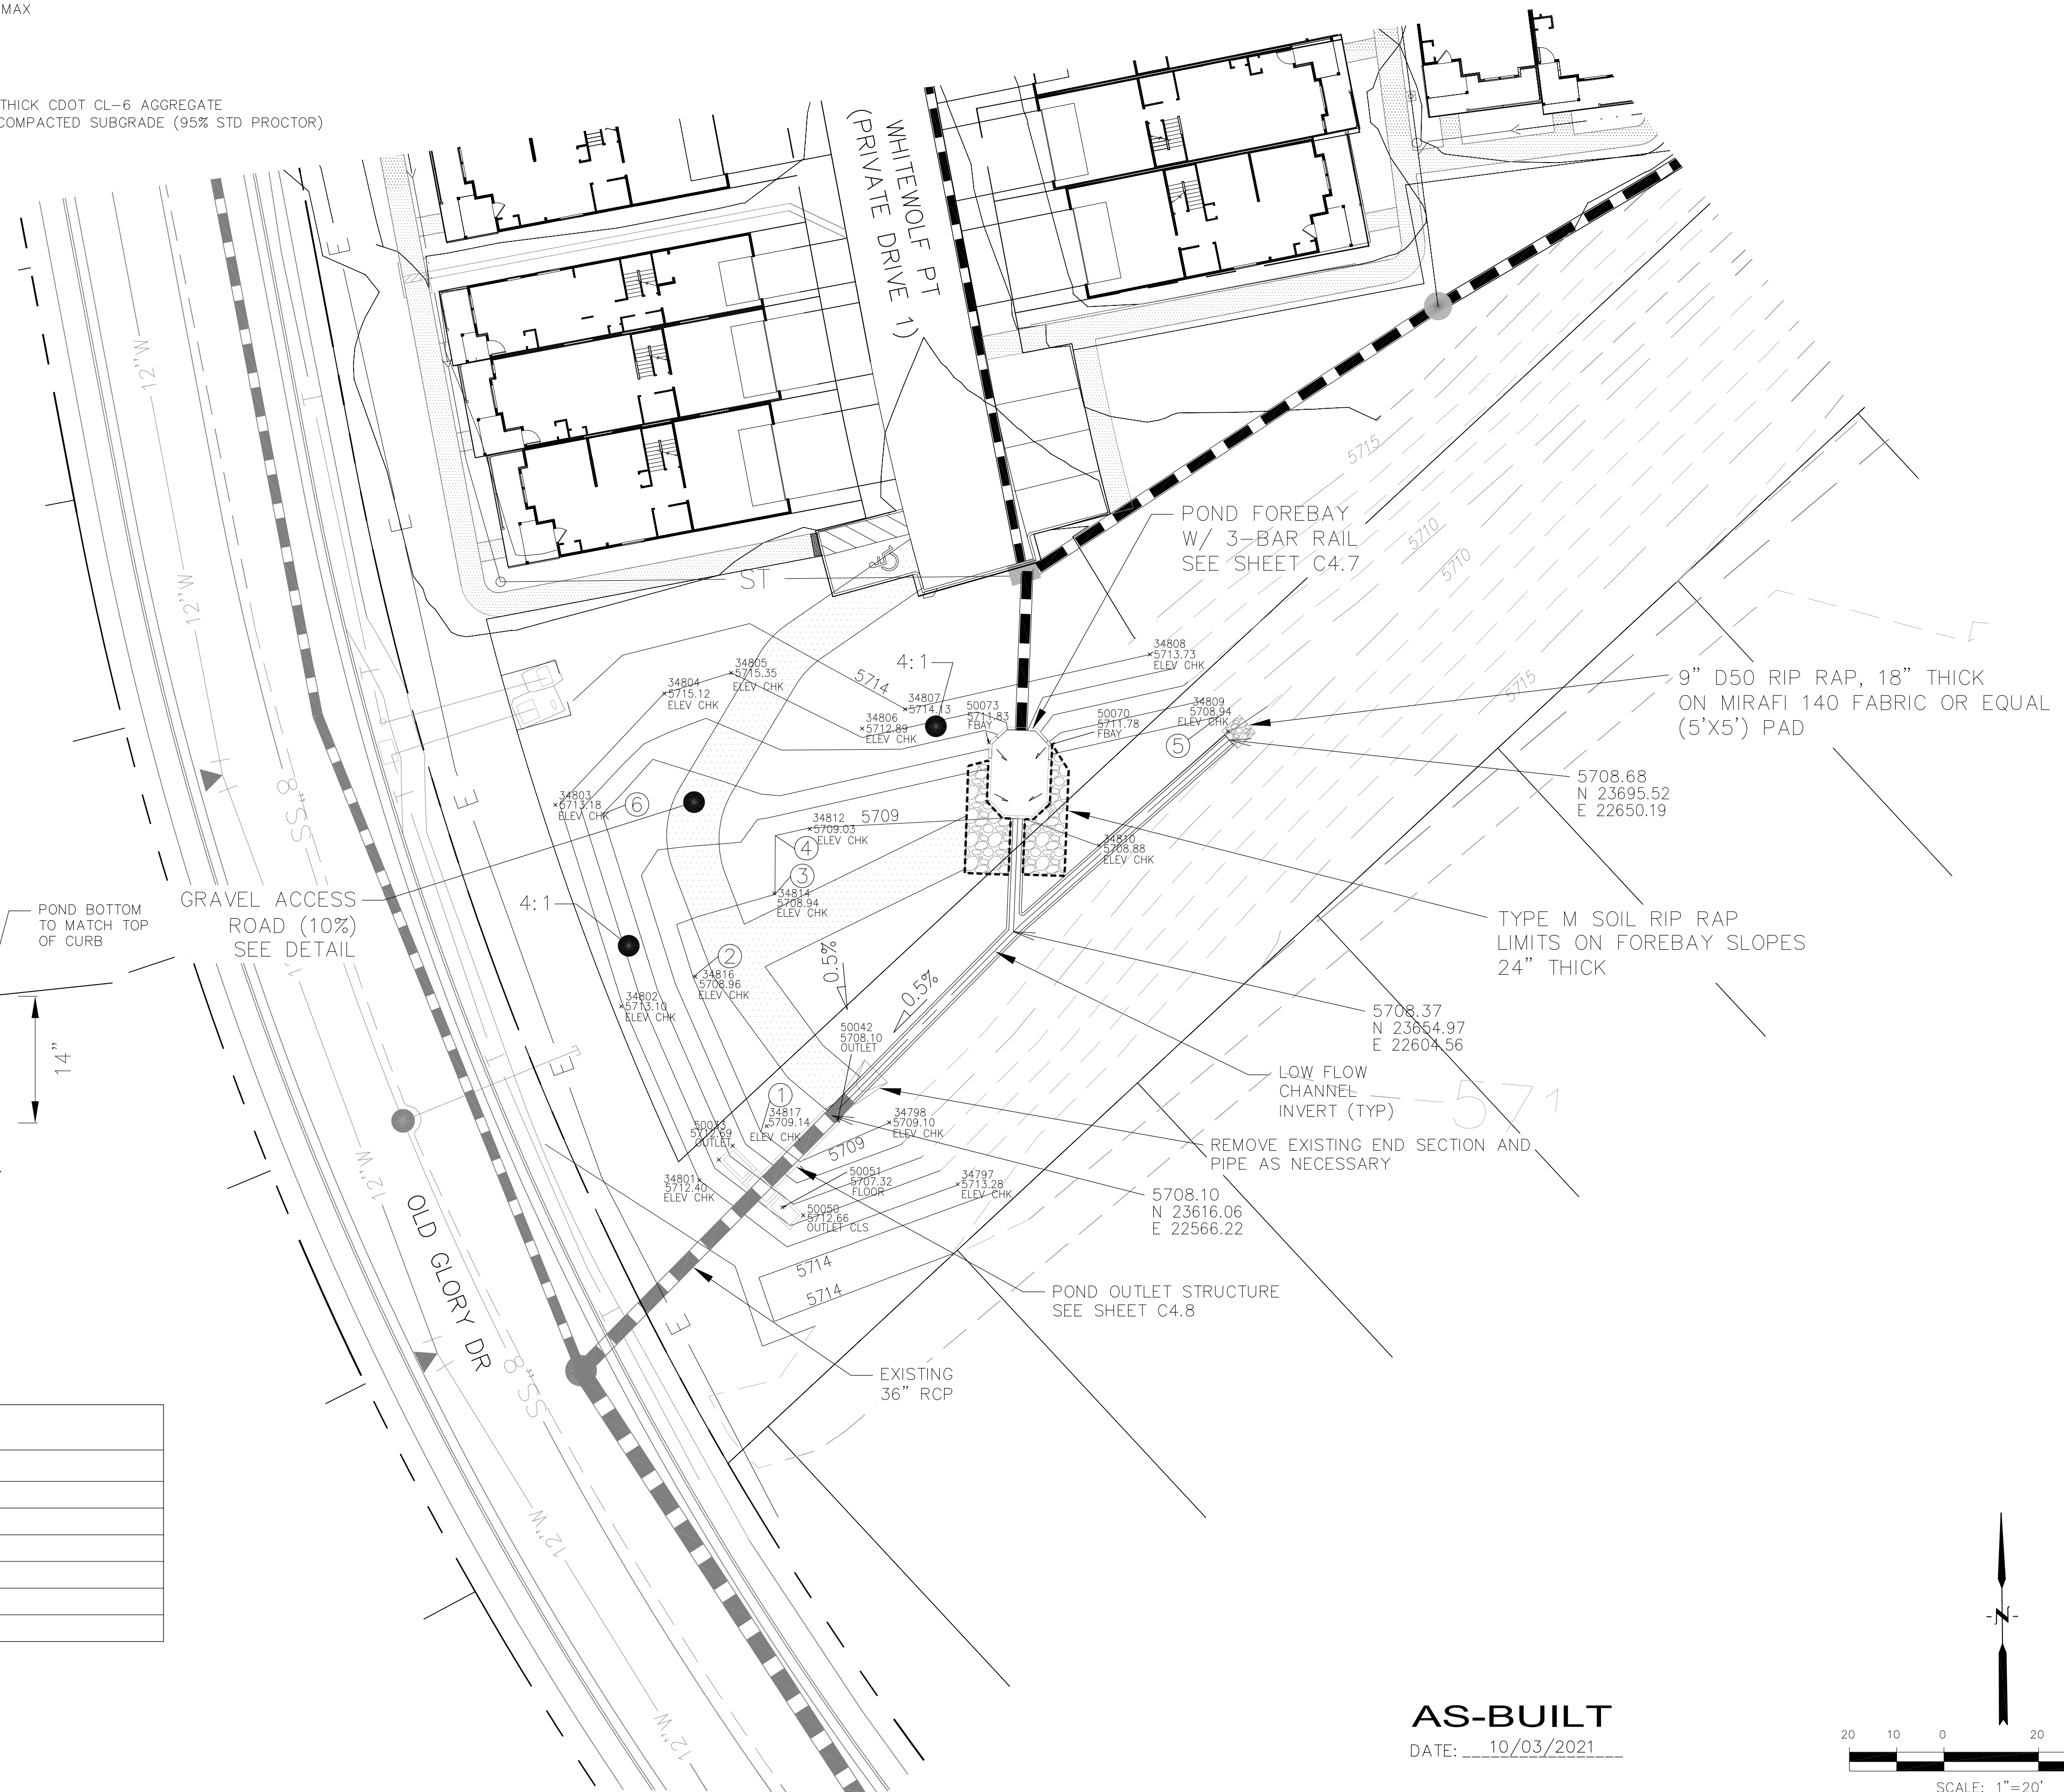 MAX
THICK CDOT CL-6 AGGREGATE
COMPACTED SUBGRADE (95% STD PROCTOR)
WHITEWOLF PT
(PRIVATE DRIVE 1)
12"W
12"W
E
5715
5710
5710
5715
POND FOREBAY
W/ 3-BAR RAIL
SEE SHEET C4.7
ST
4:1
34808
5713.73
ELEV CHK
34805
5715.35
ELEV CHK
34804
5715.12
ELEV CHK
5714
34807
5714.13
34806
5712.89
ELEV CHK
50073
5711.83
FBAY
50070
5711.78
FBAY
34809
5708.94
ELEV CHK
5
9" D50 RIP RAP, 18" THICK
ON MIRAFI 140 FABRIC OR EQUAL
(5'X5') PAD
5708.68
N 23695.52
E 22650.19
SS"8
E
34803
5713.18
ELEV CHK
6
34812
5709.03
ELEV CHK
5709
4
34810
5708.88
ELEV CHK
3
34814
5708.94
ELEV CHK
GRAVEL ACCESS
ROAD (10%)
SEE DETAIL
4:1
POND BOTTOM
TO MATCH TOP
OF CURB
TYPE M SOIL RIP RAP
LIMITS ON FOREBAY SLOPES
24" THICK
2
34816
5708.96
ELEV CHK
0.5%
0.5%
34802
5713.10
ELEV CHK
5708.37
N 23654.97
E 22604.56
14"
E
50042
5708.10
OUTLET
LOW FLOW
CHANNEL
INVERT (TYP)
571
1
34817
5709.14
ELEV CHK
34798
5709.10
ELEV CHK
50033
5712.69
OUTLET
5709
REMOVE EXISTING END SECTION AND
PIPE AS NECESSARY
34801
5712.40
ELEV CHK
50051
5707.32
FLOOR
34797
5713.28
ELEV CHK
50050
5712.66
OUTLET CLS
5708.10
N 23616.06
E 22566.22
12"W
OLD GLORY DR
5714
5714
POND OUTLET STRUCTURE
SEE SHEET C4.8
E
EXISTING
36" RCP
SS"8
12"W
12"W
N
AS-BUILT
DATE: 10/03/2021
20 10 0 20
SCALE: 1"=20'